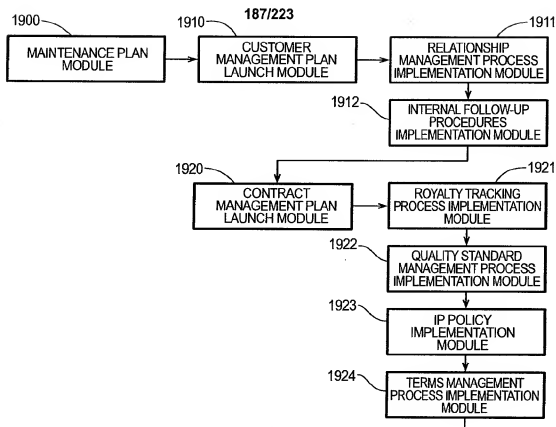 187/223
1900
MAINTENANCE PLAN
MODULE
1910
CUSTOMER
MANAGEMENT PLAN
LAUNCH MODULE
1911
RELATIONSHIP
MANAGEMENT PROCESS
IMPLEMENTATION MODULE
1912
INTERNAL FOLLOW-UP
PROCEDURES
IMPLEMENTATION MODULE
1920
CONTRACT
MANAGEMENT PLAN
LAUNCH MODULE
1921
ROYALTY TRACKING
PROCESS IMPLEMENTATION
MODULE
1922
QUALITY STANDARD
MANAGEMENT PROCESS
IMPLEMENTATION MODULE
1923
IP POLICY
IMPLEMENTATION
MODULE
1924
TERMS MANAGEMENT
PROCESS IMPLEMENTATION
MODULE